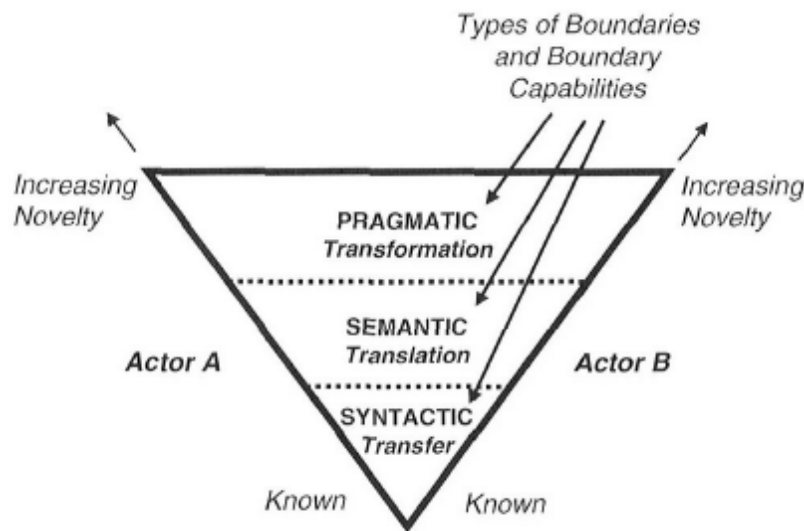 Types of Boundaries
and Boundary
Capabilities
Increasing
Novelty
Increasing
Novelty
PRAGMATIC
Transformation
SEMANTIC
Translation
Actor A
Actor B
SYNTACTIC
Transfer
Known
Known